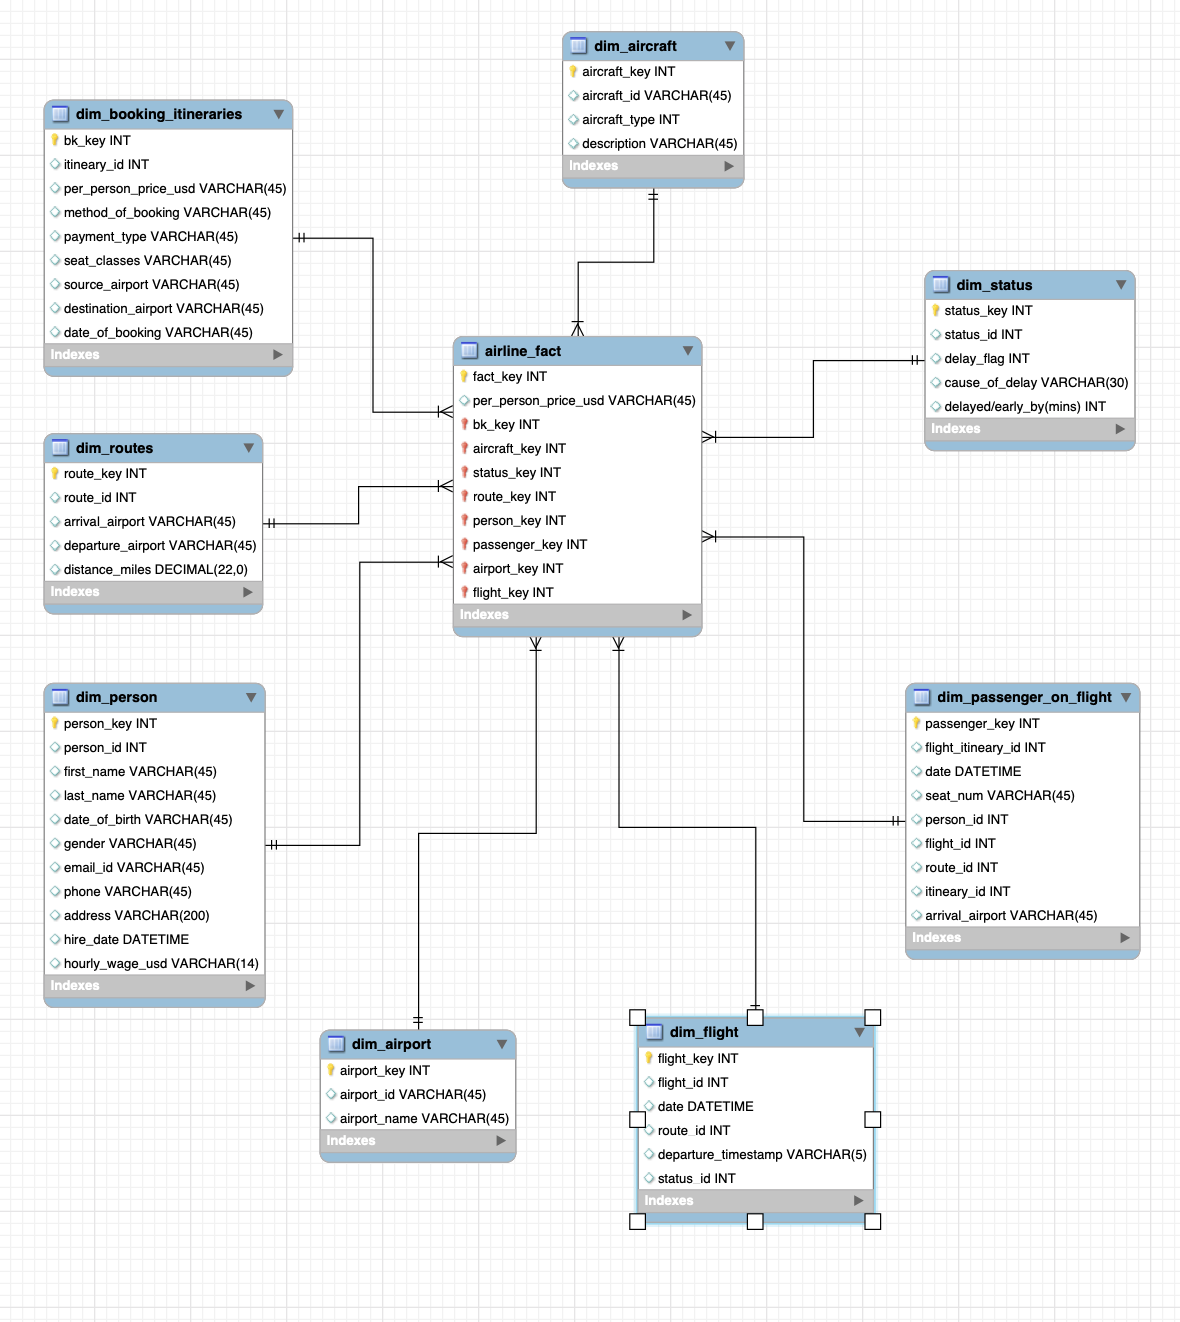 dim_aircraft
aircraft_key INT
aircraft_id VARCHAR(45)
aircraft_type INT
description VARCHAR(45)
Indexes
dim_booking_itineraries
bk_key INT
itineary_id INT
per_person_price_usd VARCHAR(45)
method_of_booking VARCHAR(45)
payment_type VARCHAR(45)
seat_classes VARCHAR(45)
source_airport VARCHAR(45)
destination_airport VARCHAR(45)
date_of_booking VARCHAR(45)
Indexes
dim_status
status_key INT
status_id INT
delay_flag INT
cause_of_delay VARCHAR(30)
delayed/early_by(mins) INT
Indexes
airline_fact
fact_key INT
per_person_price_usd VARCHAR(45)
bk_key INT
aircraft_key INT
status_key INT
route_key INT
person_key INT
passenger_key INT
airport_key INT
flight_key INT
Indexes
dim_routes
route_key INT
route_id INT
arrival_airport VARCHAR(45)
departure_airport VARCHAR(45)
distance_miles DECIMAL(22,0)
Indexes
dim_person
person_key INT
person_id INT
first_name VARCHAR(45)
last_name VARCHAR(45)
date_of_birth VARCHAR(45)
gender VARCHAR(45)
email_id VARCHAR(45)
phone VARCHAR(45)
address VARCHAR(200)
hire_date DATETIME
hourly_wage_usd VARCHAR(14)
Indexes
dim_passenger_on_flight
passenger_key INT
flight_itineary_id INT
date DATETIME
seat_num VARCHAR(45)
person_id INT
flight_id INT
route_id INT
itineary_id INT
arrival_airport VARCHAR(45)
Indexes
dim_airport
airport_key INT
airport_id VARCHAR(45)
airport_name VARCHAR(45)
Indexes
dim_flight
flight_key INT
flight_id INT
date DATETIME
route_id INT
departure_timestamp VARCHAR(5)
status_id INT
Indexes